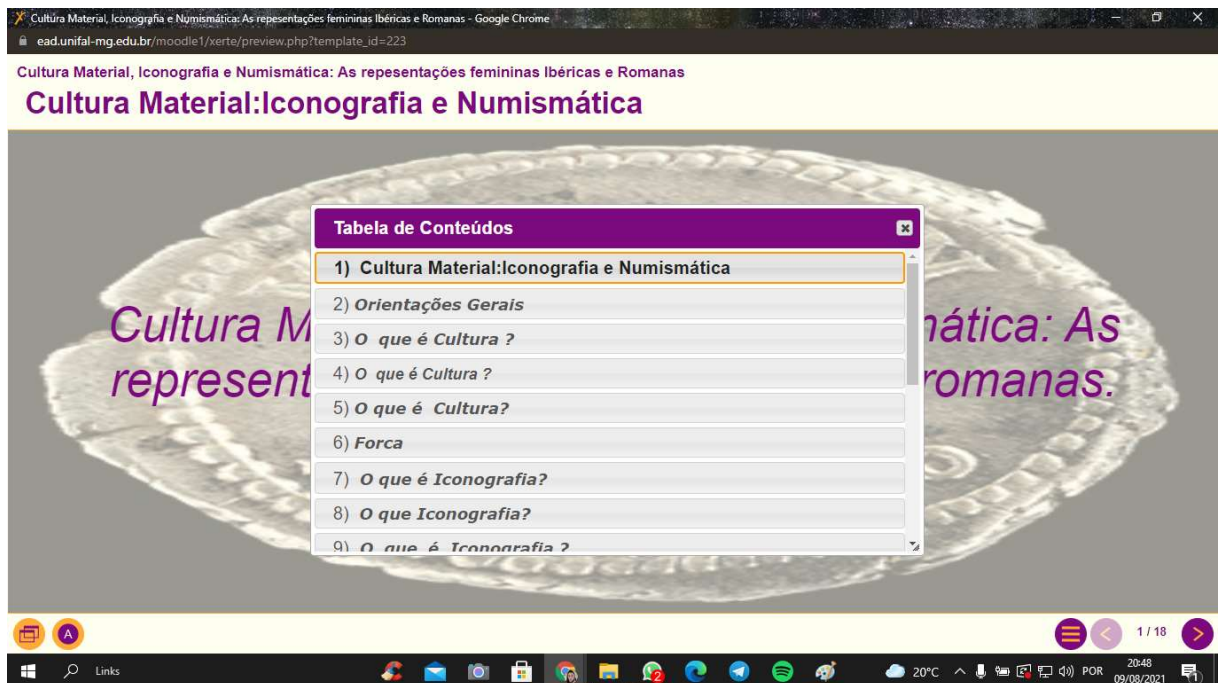 Cultura Material, Iconografia e Numismática: As repesentações femininas Ibéricas e Romanas - Google Chrome
ead.unifal-mg.edu.br/moodle1/xerte/preview.php?template_id=223
Cultura Material, Iconografia e Numismática: As repesentações femininas Ibéricas e Romanas
Cultura Material:Iconografia e Numismática
Tabela de Conteúdos
1) Cultura Material:Iconografia e Numismática
2) Orientações Gerais
3) O que é Cultura ?
4) O que é Cultura ?
5) O que é Cultura?
6) Forca
7) O que é Iconografia?
8) O que Iconografia?
9) O que é Iconografia ?
Cultura M mática: As
represent romanas.
A
1 / 18
Links
20°C
POR
20:48
09/08/2021